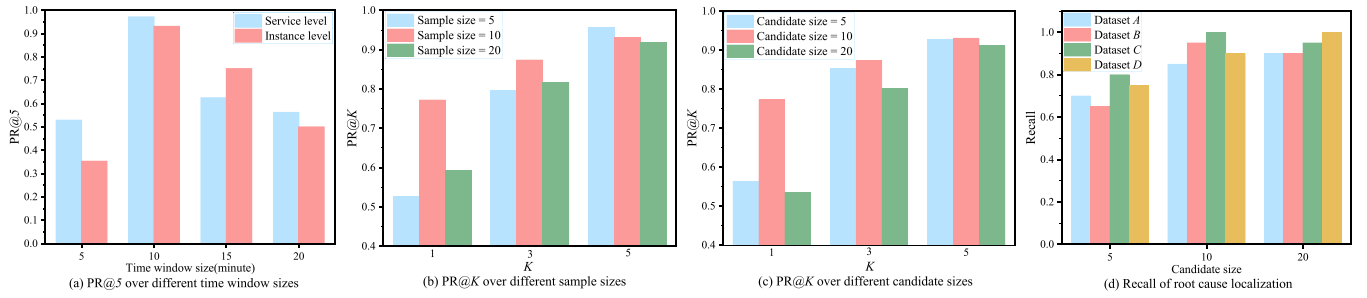 1.0
0.9
0.8
0.7
0.6
0.5
0.4
0.3
0.2
0.1
0.0
PR@5
Service level
Instance level
5 10 15 20
Time window size(minute)
(a) PR@5 over different time window sizes
1.0
0.9
0.8
0.7
0.6
0.5
0.4
PR@K
Sample size = 5
Sample size = 10
Sample size = 20
1 3 5
K
(b) PR@K over different sample sizes
1.0
0.9
0.8
0.7
0.6
0.5
0.4
PR@K
Candidate size = 5
Candidate size = 10
Candidate size = 20
1 3 5
K
(c) PR@K over different candidate sizes
1.0
0.8
0.6
0.4
0.2
0.0
Recall
Dataset A
Dataset B
Dataset C
Dataset D
5 10 20
Candidate size
(d) Recall of root cause localization